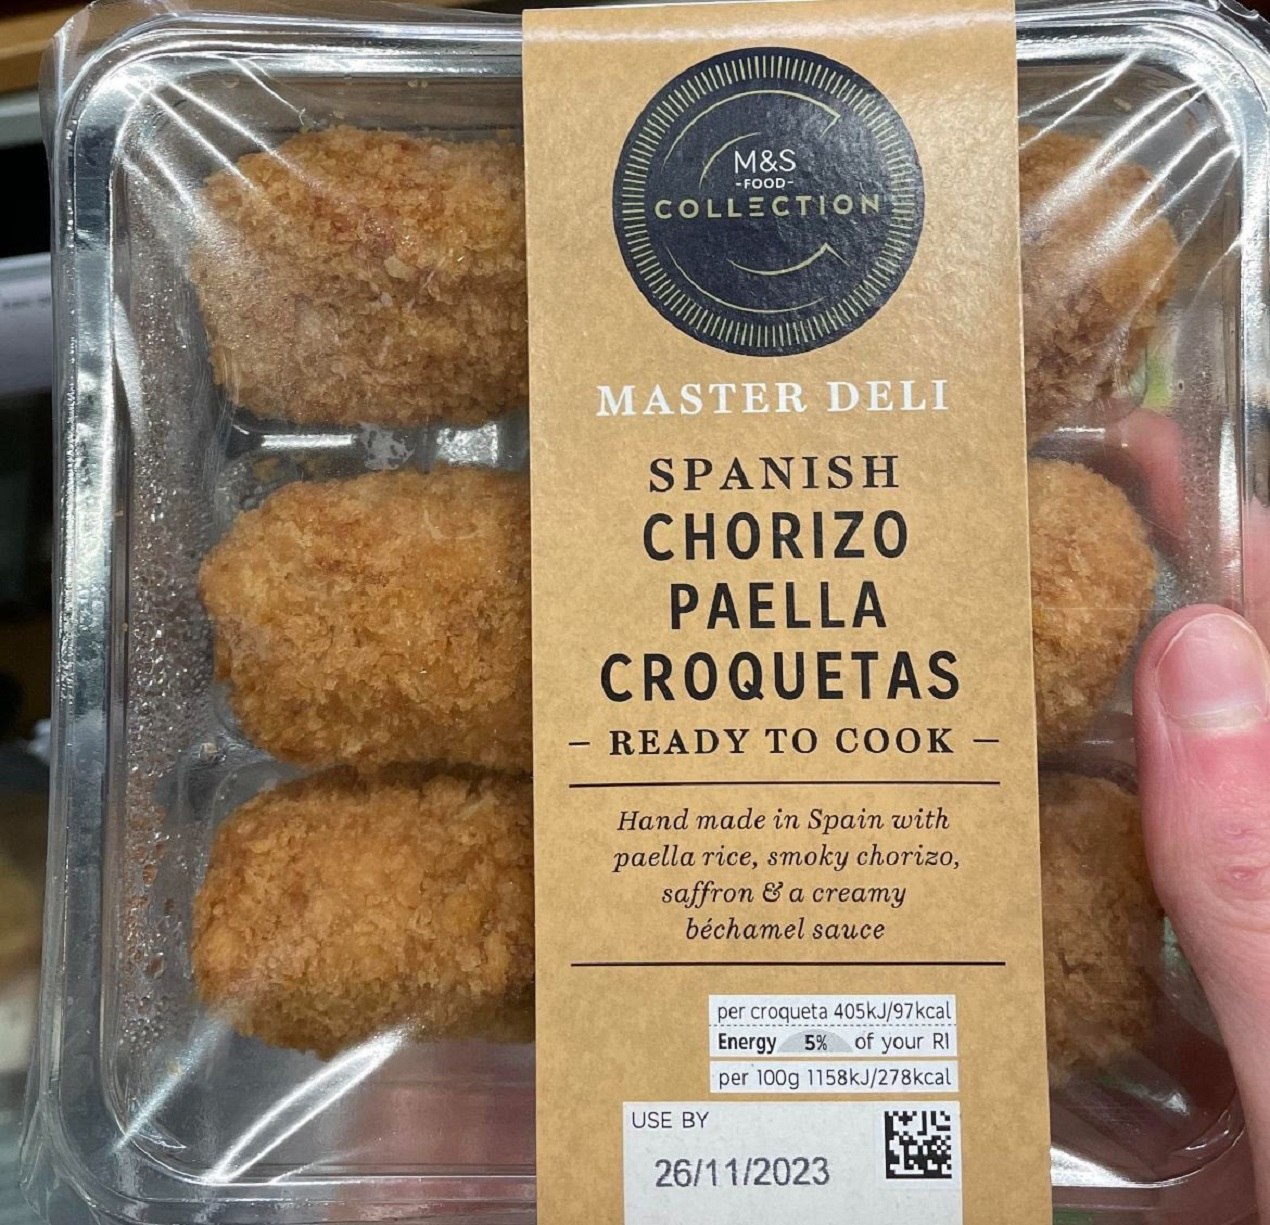 M&S
-FOOD-
COLLECTION
MASTER DELI
SPANISH
CHORIZO
PAELLA
CROQUETAS
– READY TO COOK –
Hand made in Spain with
paella rice, smoky chorizo,
saffron & a creamy
béchamel sauce
per croqueta 405kJ/97kcal
Energy 5% of your RI
per 100g 1158kJ/278kcal
USE BY
26/11/2023